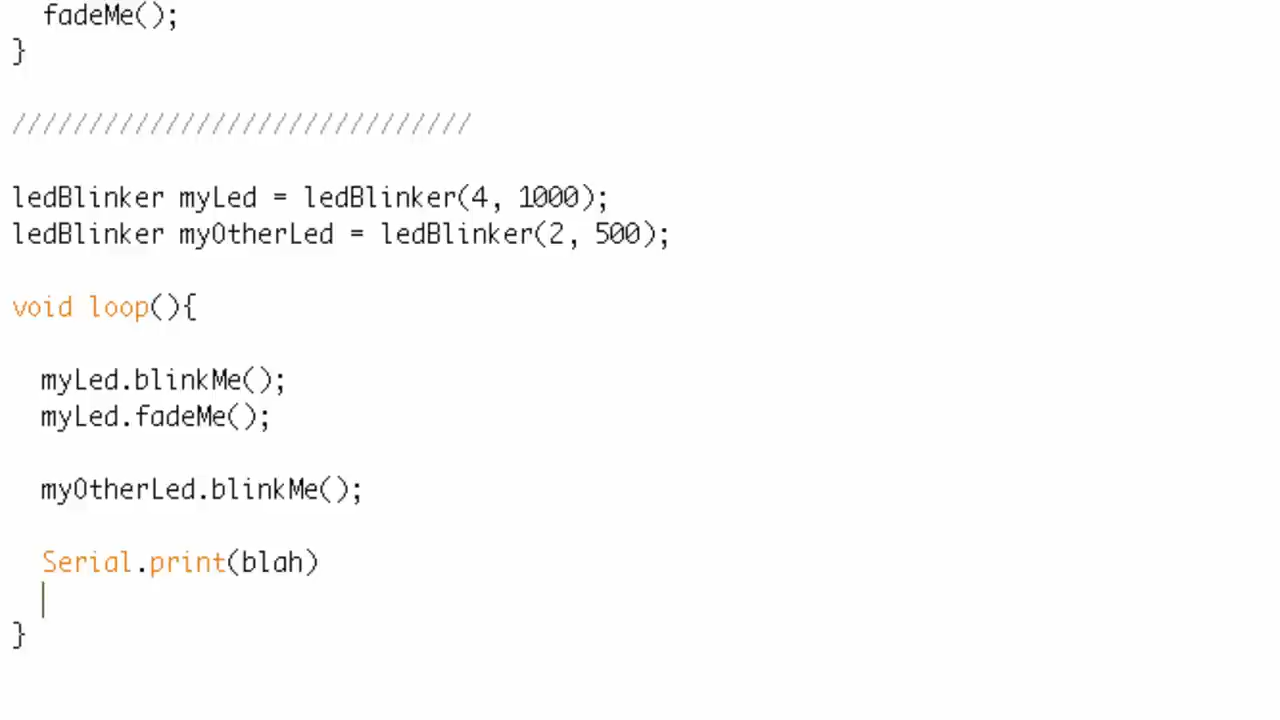 fadeMe();
}
//////////////////////////////
ledBlinker myLed = ledBlinker(4, 1000);
ledBlinker myOtherLed = ledBlinker(2, 500);
void loop(){
myLed.blinkMe();
myLed.fadeMe();
myOtherLed.blinkMe();
Serial.print(blah)
}